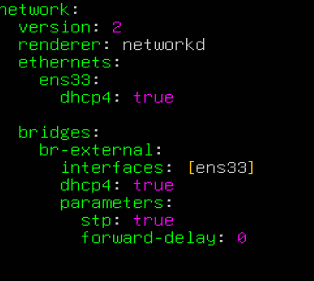 network:
  version: 2
  renderer: networkd
  ethernets:
    ens33:
      dhcp4: true

  bridges:
    br-external:
      interfaces: [ens33]
      dhcp4: true
      parameters:
        stp: true
        forward-delay: 0